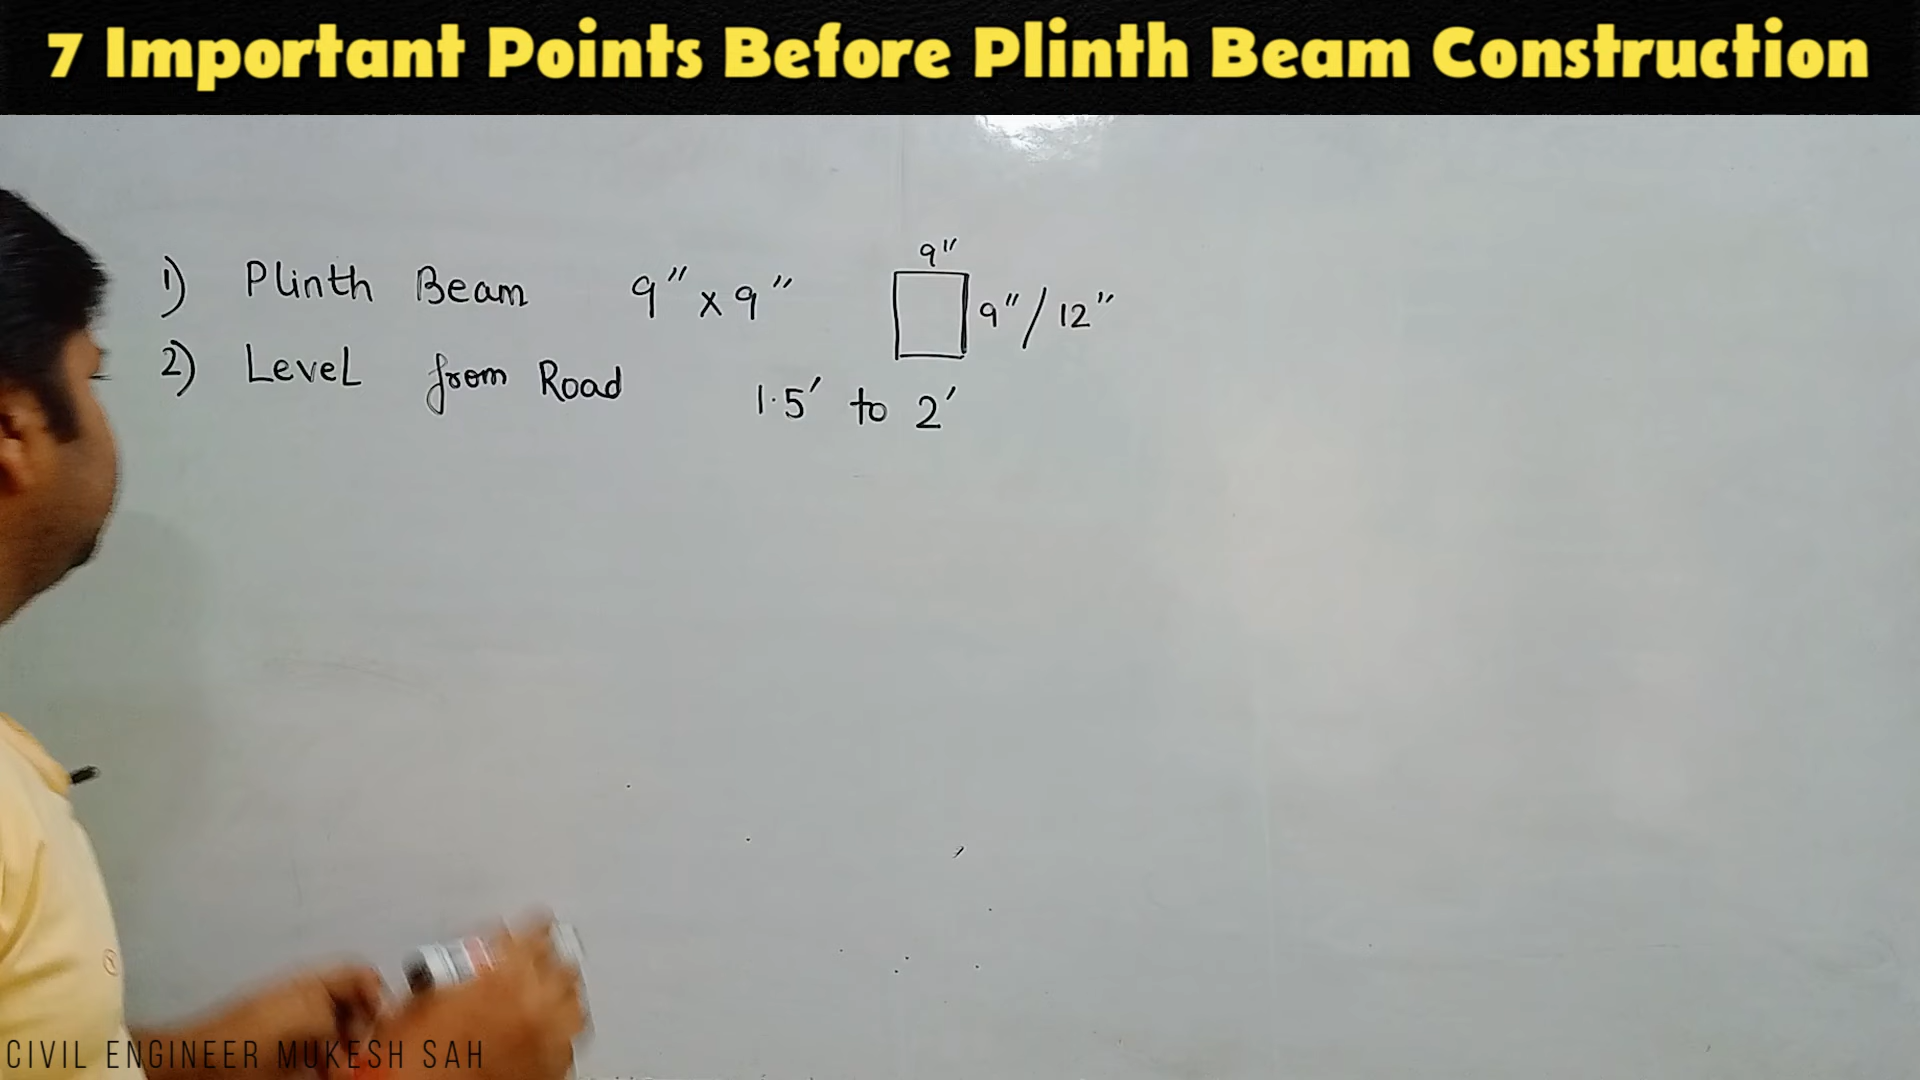 7 Important Points Before Plinth Beam Construction
1) Plinth Beam 9" x 9" 9" 9"/12"
2) Level from Road 1.5' to 2'
CIVIL ENGINEER MUKESH SAH